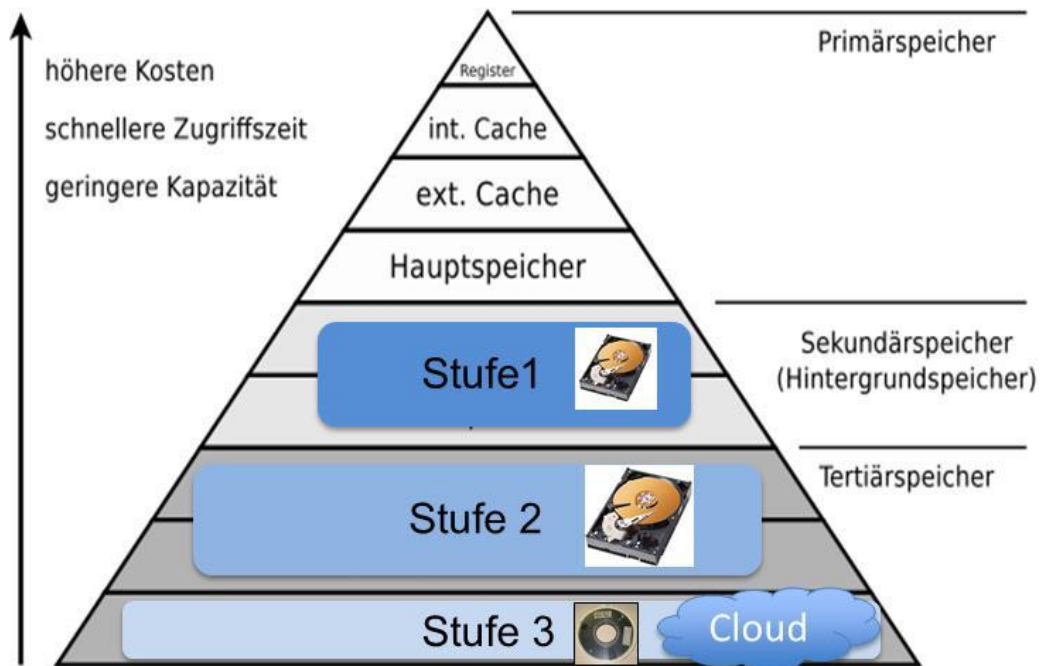 höhere Kosten
schnellere Zugriffszeit
geringere Kapazität
Register
int. Cache
ext. Cache
Hauptspeicher
Stufe1
Stufe 2
Stufe 3
Cloud
Primärspeicher
Sekundärspeicher
(Hintergrundspeicher)
Tertiärspeicher